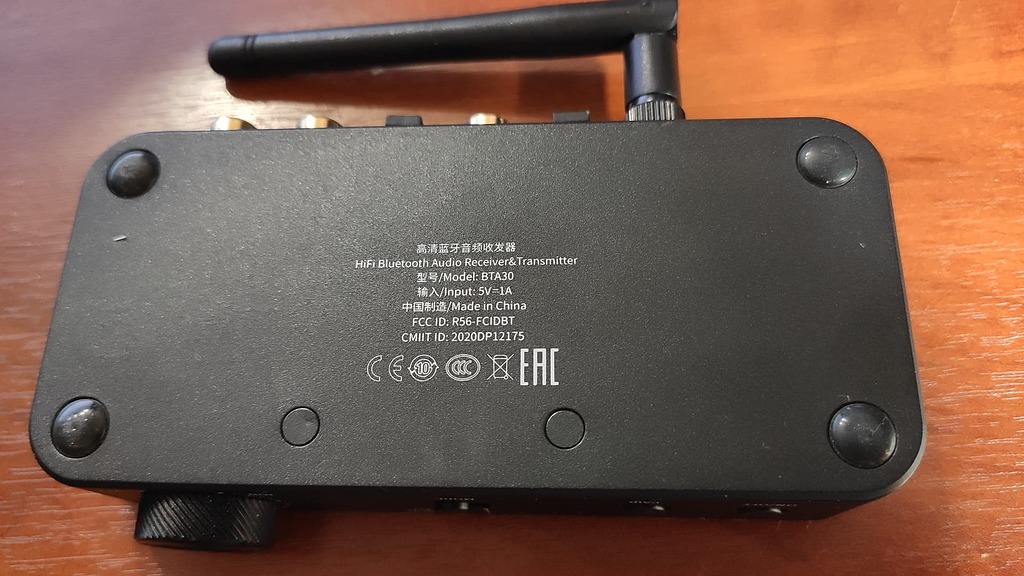 高清蓝牙音频收发器
HiFi Bluetooth Audio Receiver&Transmitter
型号/Model: BTA30
输入/Input: 5V=1A
中国制造/Made in China
FCC ID: R56-FCIDBT
CMIIT ID: 2020DP12175
CE 10 CCC EAC